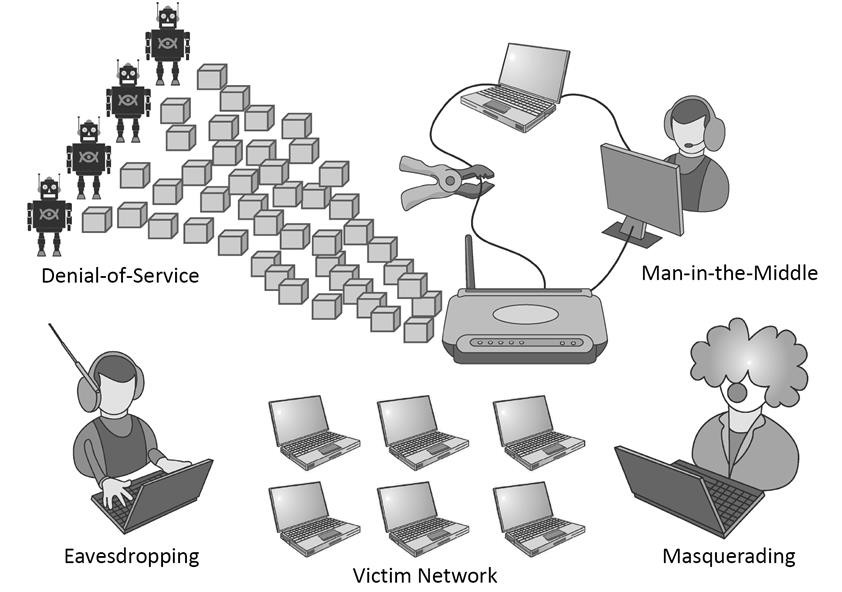 Denial-of-Service
Man-in-the-Middle
Eavesdropping
Victim Network
Masquerading